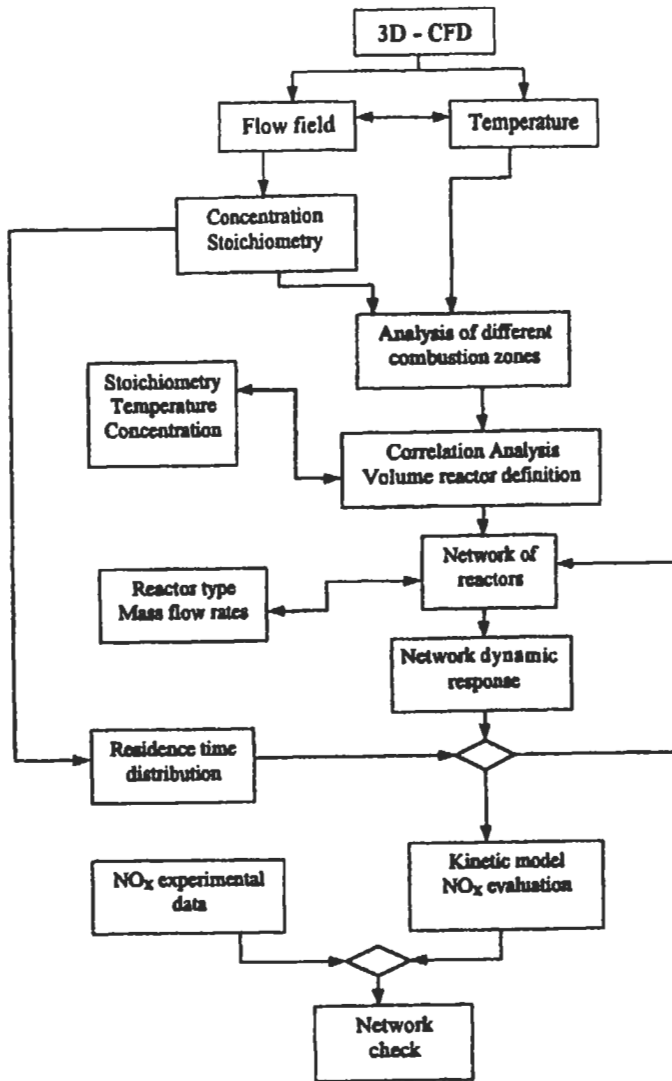 3D - CFD
Flow field
Temperature
Concentration
Stoichiometry
Analysis of different
combustion zones
Stoichiometry
Temperature
Concentration
Correlation Analysis
Volume reactor definition
Network of
reactors
Reactor type
Mass flow rates
Network dynamic
response
Residence time
distribution
Kinetic model
NOX evaluation
NOX experimental
data
Network
check